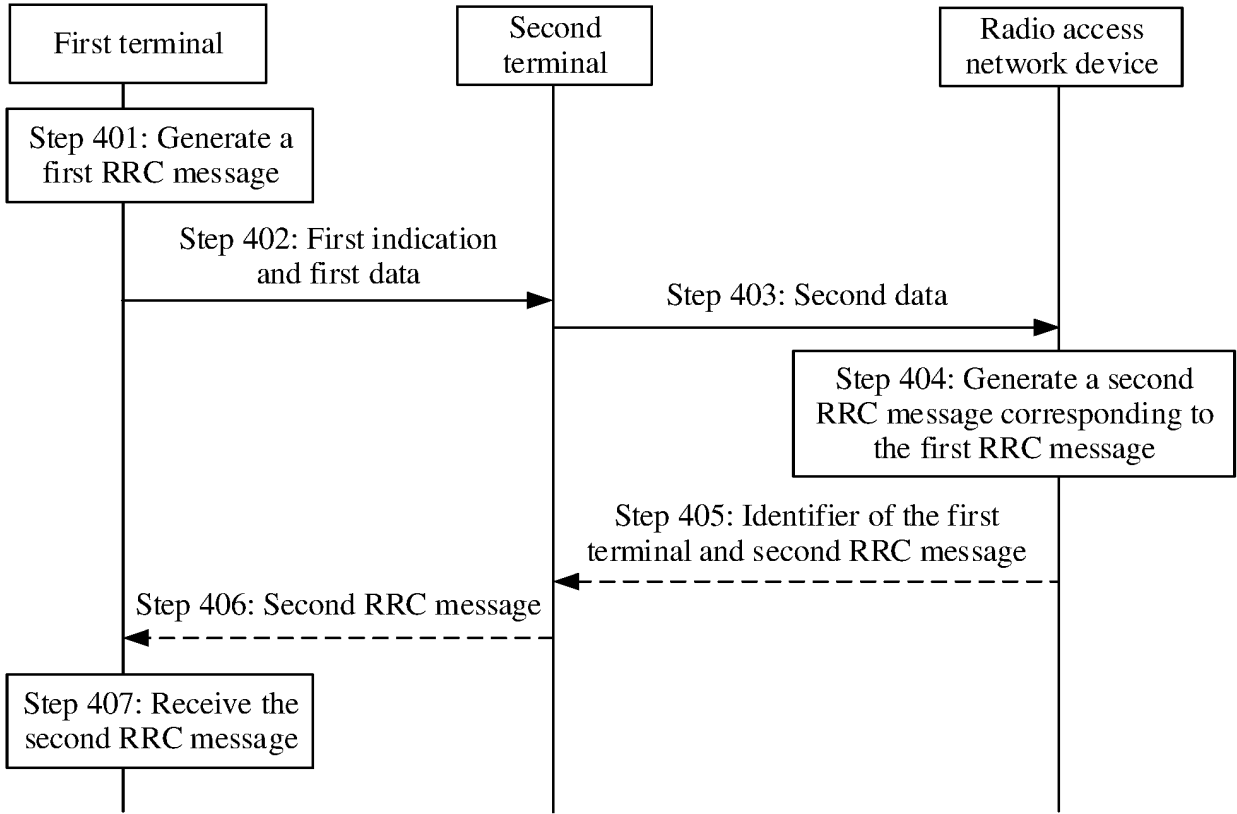 First terminal
Second
terminal
Radio access
network device
Step 401: Generate a
first RRC message
Step 402: First indication
and first data
Step 403: Second data
Step 404: Generate a second
RRC message corresponding to
the first RRC message
Step 405: Identifier of the first
terminal and second RRC message
Step 406: Second RRC message
Step 407: Receive the
second RRC message